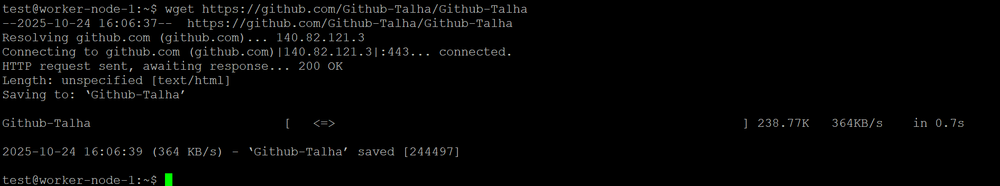 test@worker-node-1:~$ wget https://github.com/Github-Talha/Github-Talha
--2025-10-24 16:06:37--  https://github.com/Github-Talha/Github-Talha
Resolving github.com (github.com)... 140.82.121.3
Connecting to github.com (github.com)|140.82.121.3|:443... connected.
HTTP request sent, awaiting response... 200 OK
Length: unspecified [text/html]
Saving to: ‘Github-Talha’
Github-Talha                          [   <=>                                                       ] 238.77K   364KB/s    in 0.7s
2025-10-24 16:06:39 (364 KB/s) - ‘Github-Talha’ saved [244497]
test@worker-node-1:~$